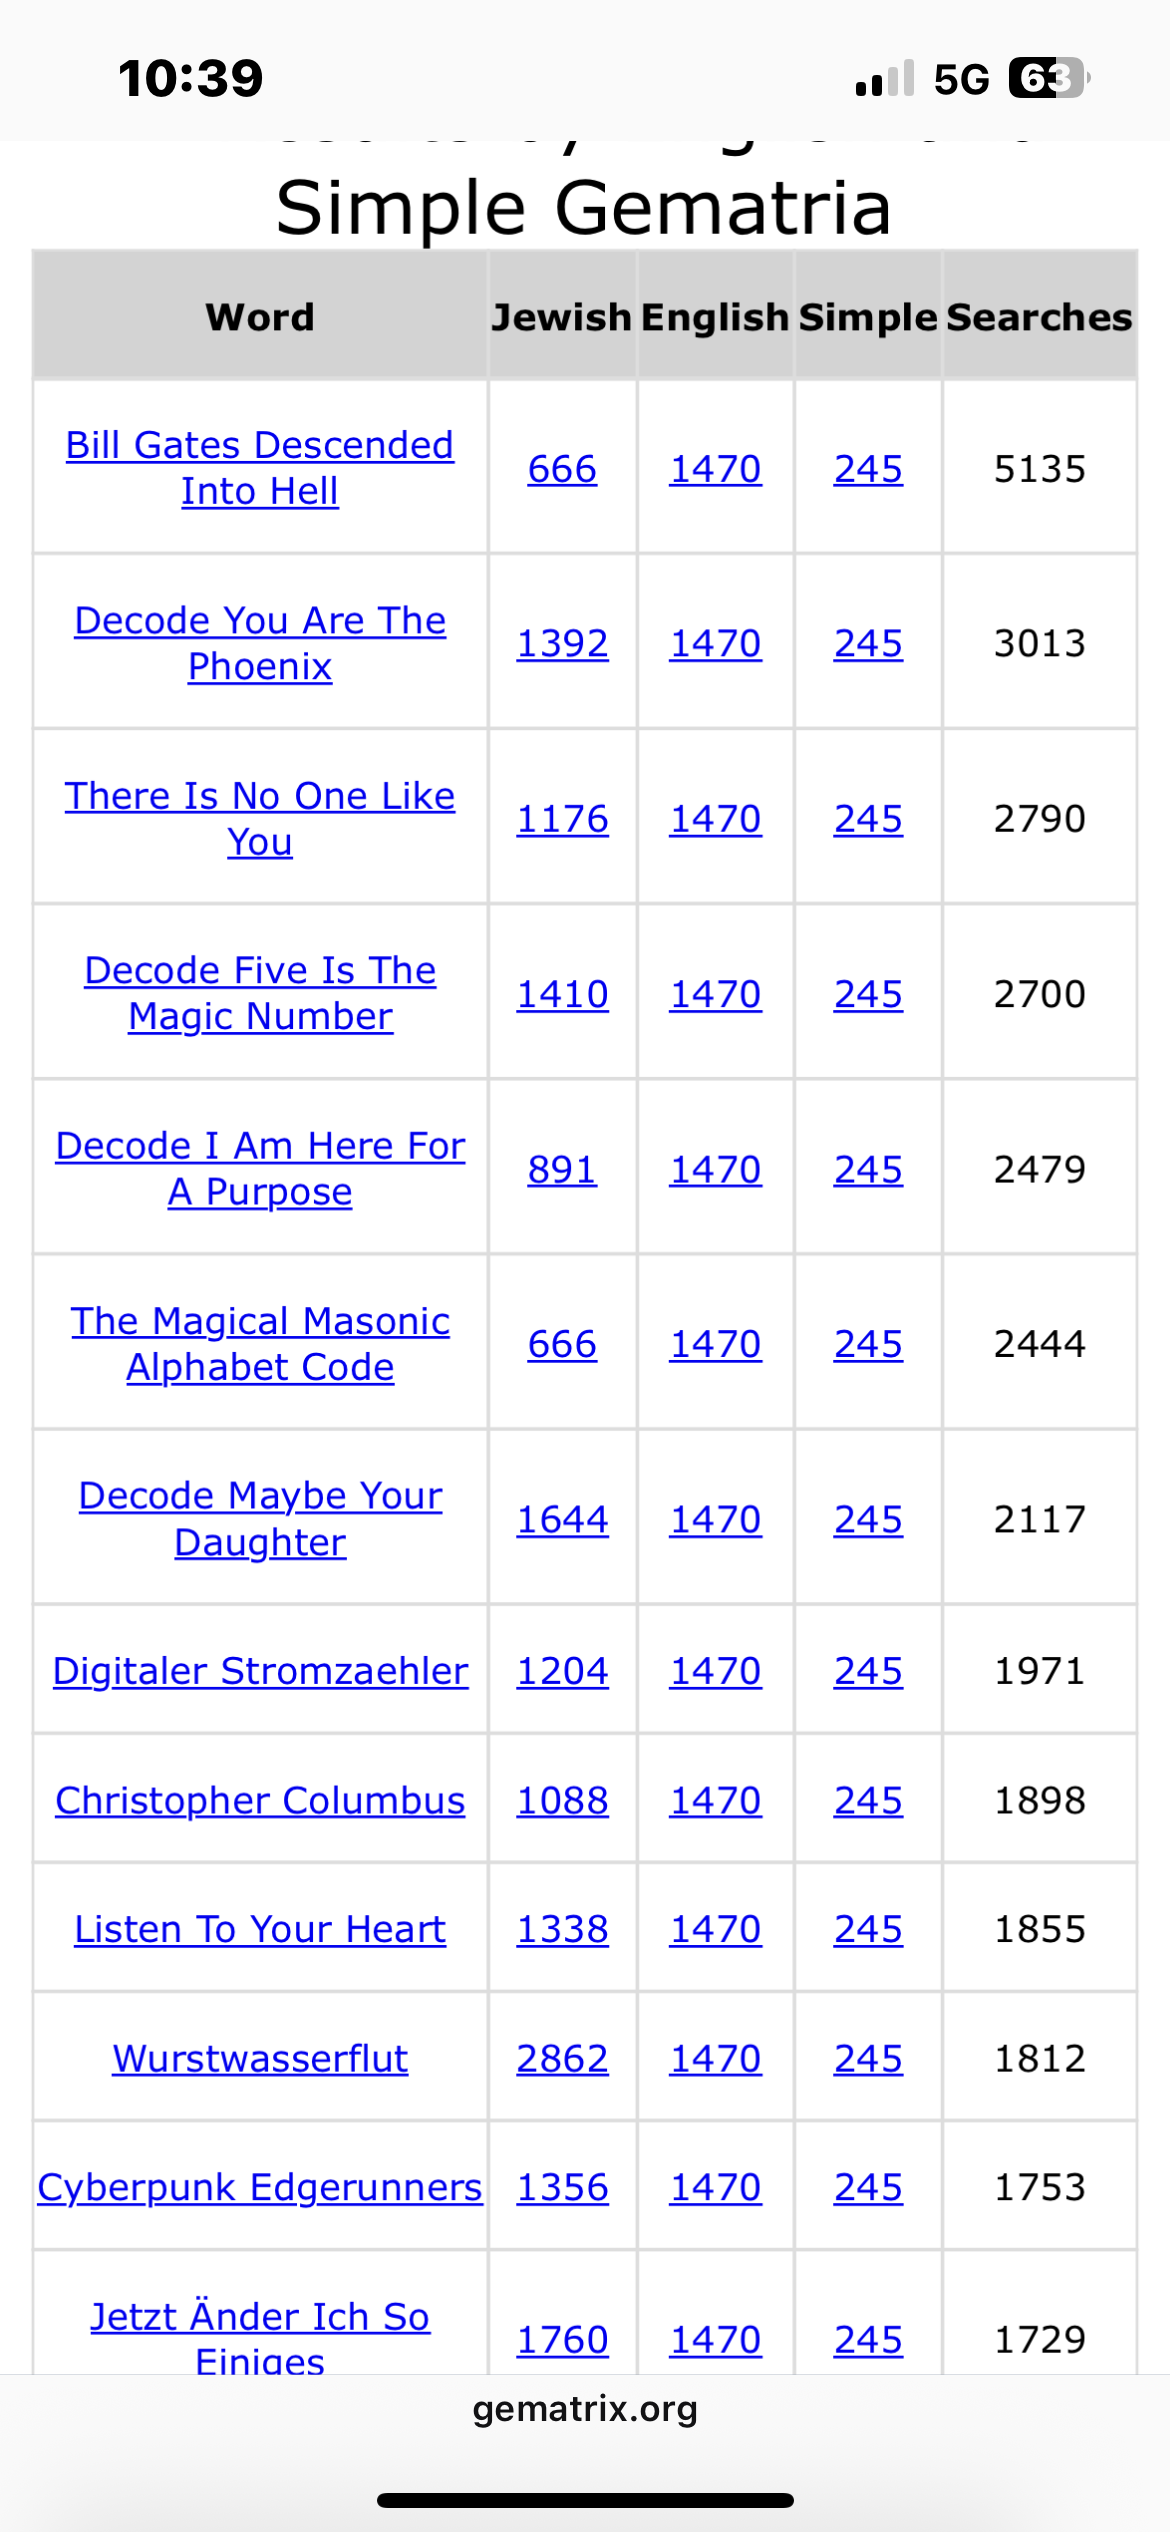 10:39 5G 63
Simple Gematria
Word Jewish English Simple Searches
Bill Gates Descended
Into Hell 666 1470 245 5135
Decode You Are The
Phoenix 1392 1470 245 3013
There Is No One Like
You 1176 1470 245 2790
Decode Five Is The
Magic Number 1410 1470 245 2700
Decode I Am Here For
A Purpose 891 1470 245 2479
The Magical Masonic
Alphabet Code 666 1470 245 2444
Decode Maybe Your
Daughter 1644 1470 245 2117
Digitaler Stromzaehler 1204 1470 245 1971
Christopher Columbus 1088 1470 245 1898
Listen To Your Heart 1338 1470 245 1855
Wurstwasserflut 2862 1470 245 1812
Cyberpunk Edgerunners 1356 1470 245 1753
Jetzt Änder Ich So
Einiges 1760 1470 245 1729
gematrix.org